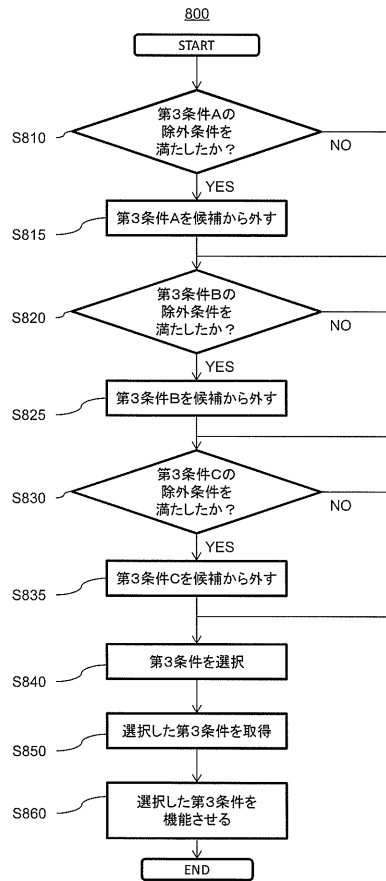 800
START
S810
第3条件Aの
除外条件を
満たしたか？
NO
YES
S815
第3条件Aを候補から外す
S820
第3条件Bの
除外条件を
満たしたか？
NO
YES
S825
第3条件Bを候補から外す
S830
第3条件Cの
除外条件を
満たしたか？
NO
YES
S835
第3条件Cを候補から外す
S840
第3条件を選択
S850
選択した第3条件を取得
S860
選択した第3条件を
機能させる
END